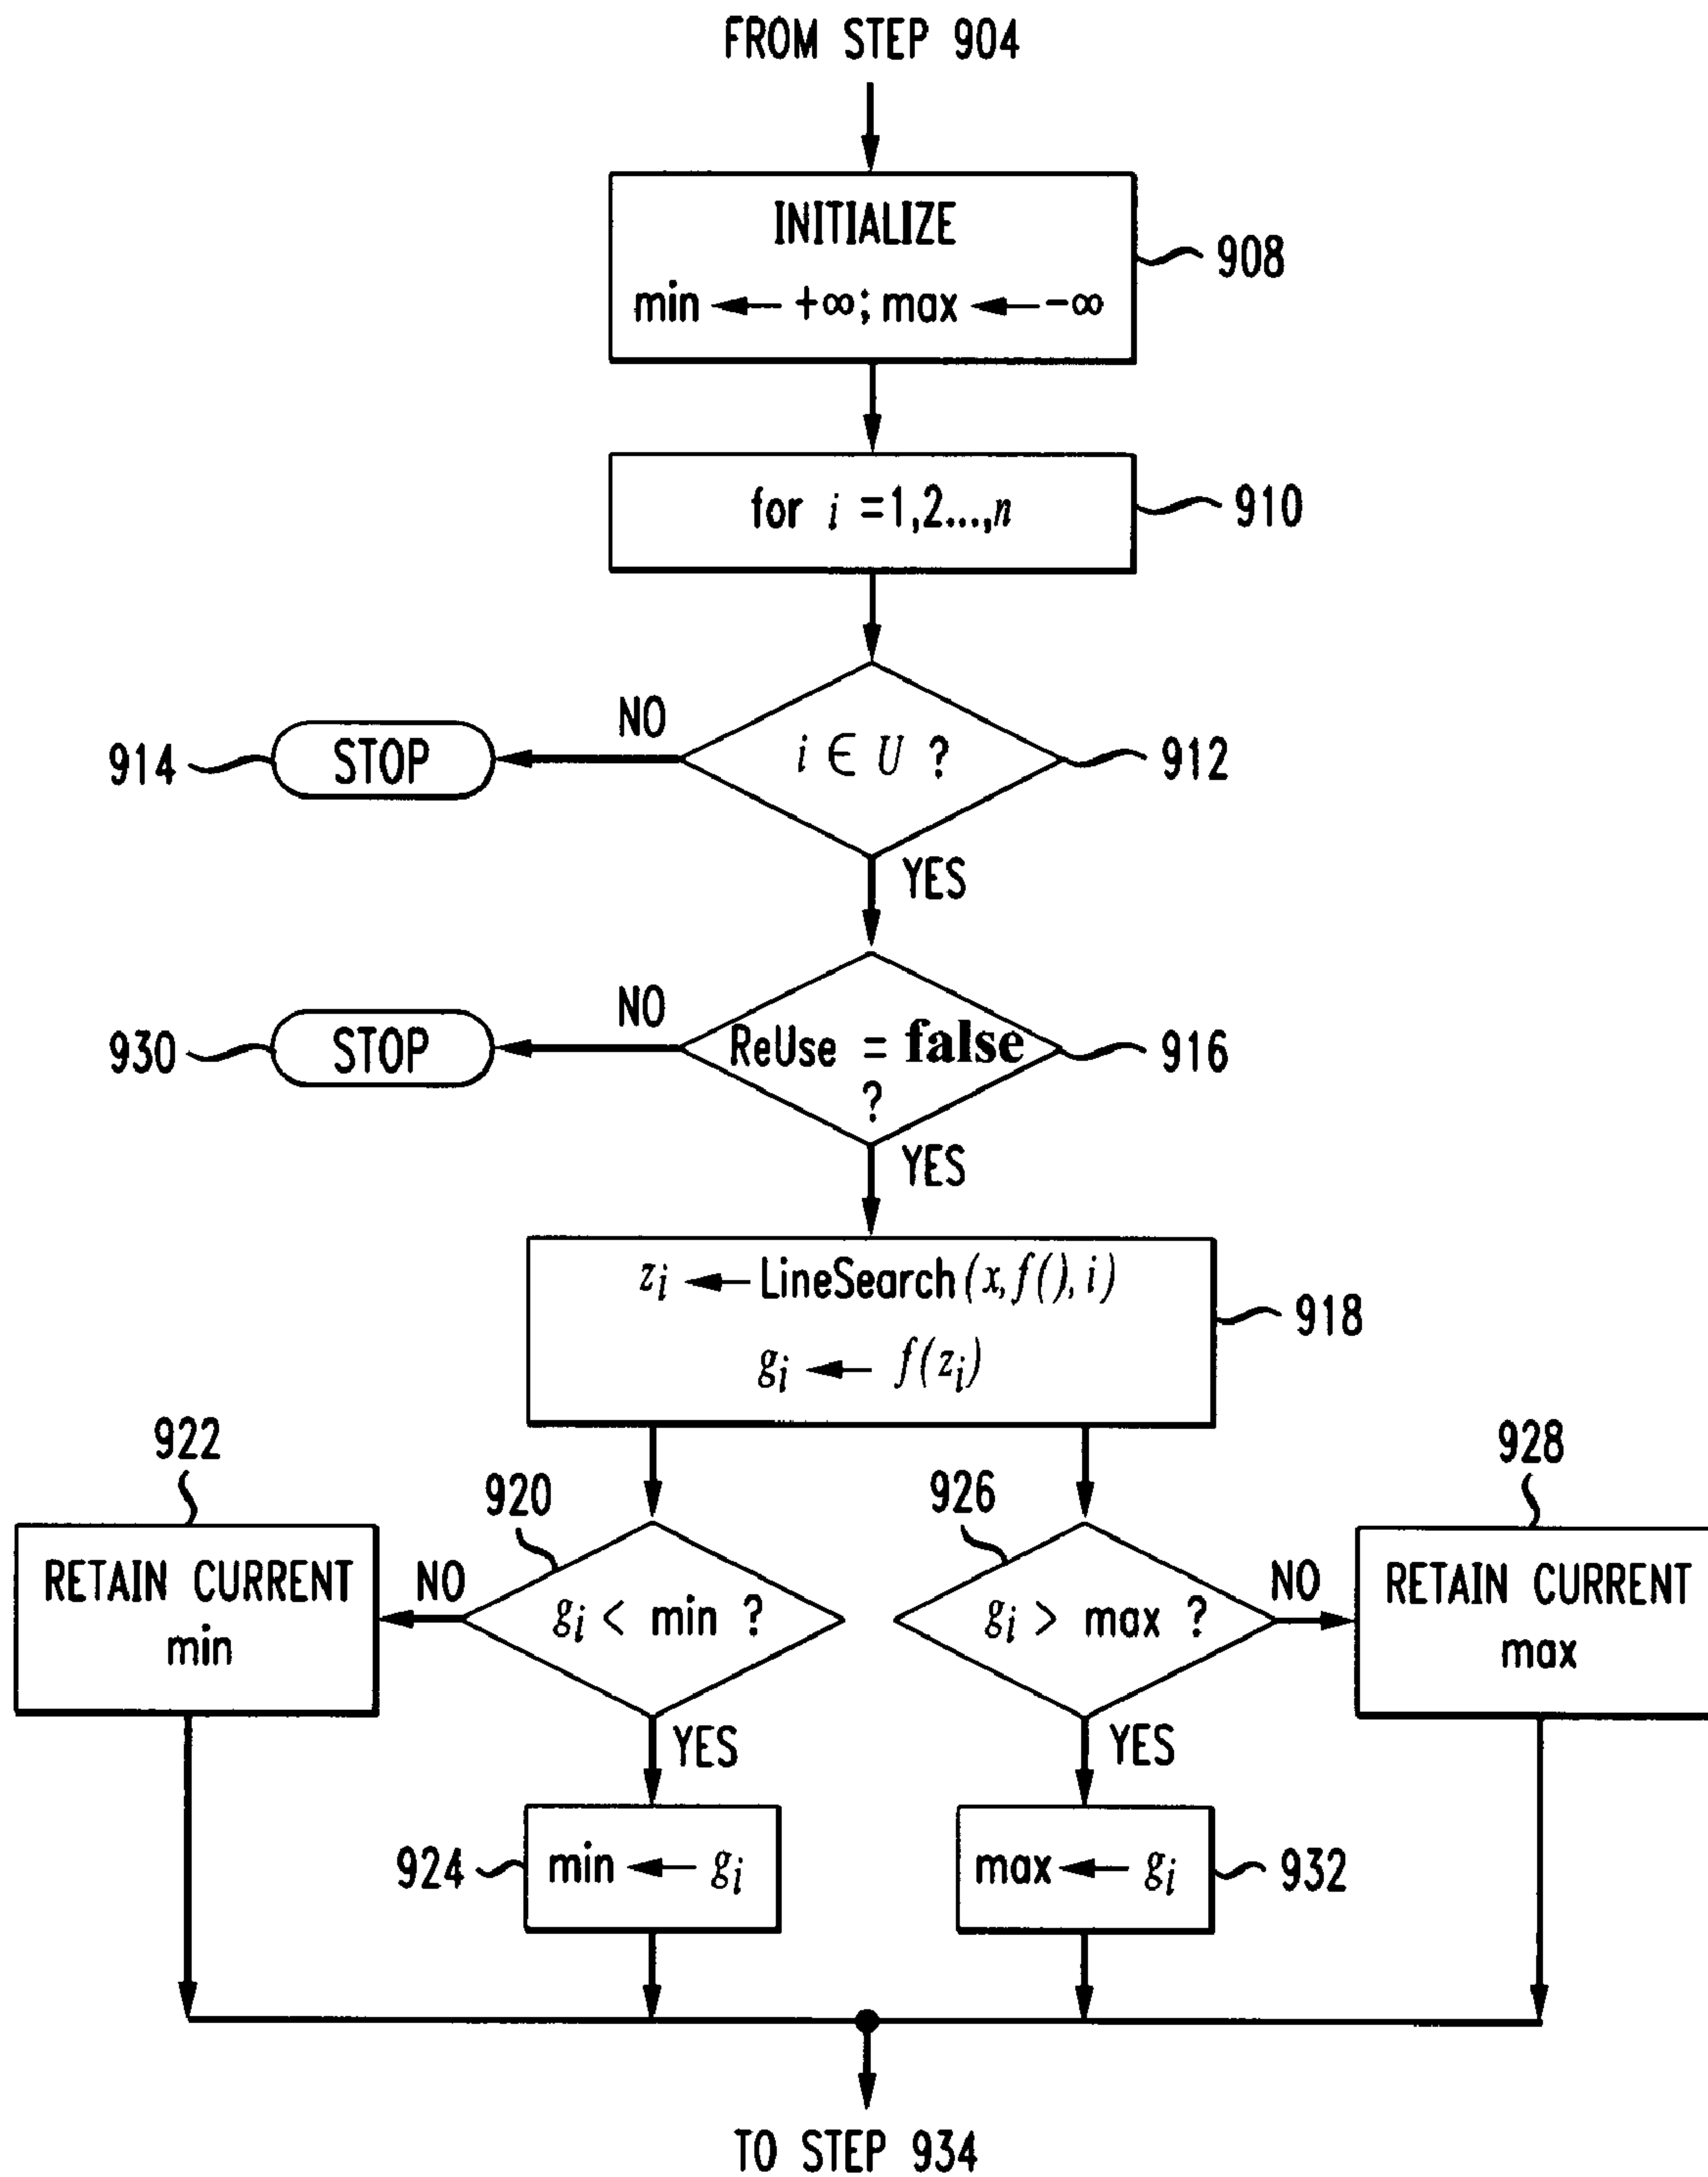 FROM STEP 904
INITIALIZE
min ← +∞; max ← -∞
908
for i =1,2...,n
910
NO
914
STOP
i ∈ U ?
912
YES
NO
930
STOP
ReUse = false
?
916
YES
z_i ← LineSearch (x, f(), i)
g_i ← f(z_i)
918
922
920
926
928
RETAIN CURRENT
min
NO
g_i < min ?
g_i > max ?
NO
RETAIN CURRENT
max
YES
YES
924
min ← g_i
max ← g_i
932
TO STEP 934